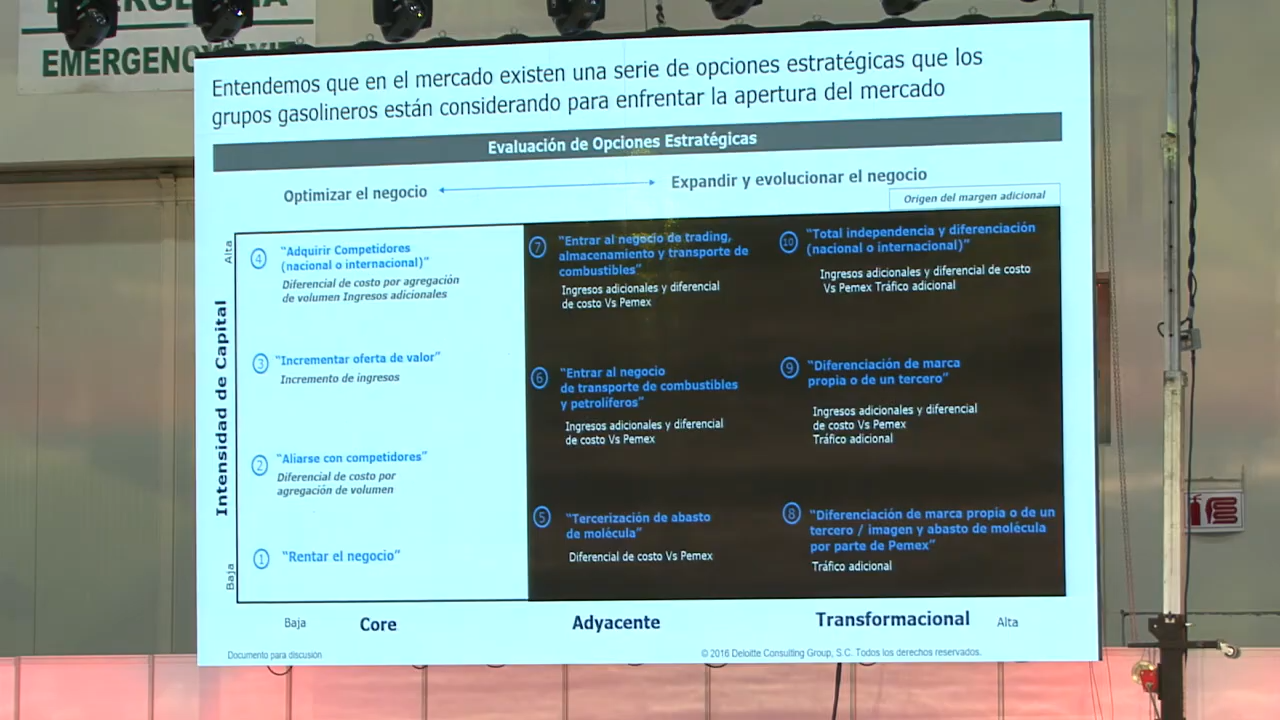 EMERGENCY EXIT
Entendemos que en el mercado existen una serie de opciones estratégicas que los
grupos gasolineros están considerando para enfrentar la apertura del mercado
Evaluación de Opciones Estratégicas
Optimizar el negocio
Expandir y evolucionar el negocio
Origen del margen adicional
Intensidad de Capital
Alta
Baja
4 "Adquirir Competidores
(nacional o internacional)"
Diferencial de costo por agregación
de volumen Ingresos adicionales
3 "Incrementar oferta de valor"
Incremento de ingresos
2 "Aliarse con competidores"
Diferencial de costo por
agregación de volumen
1 "Rentar el negocio"
7 "Entrar al negocio de trading,
almacenamiento y transporte de
combustibles"
Ingresos adicionales y diferencial
de costo Vs Pemex
6 "Entrar al negocio
de transporte de combustibles
y petrolíferos"
Ingresos adicionales y diferencial
de costo Vs Pemex
5 "Tercerización de abasto
de molécula"
Diferencial de costo Vs Pemex
10 "Total independencia y diferenciación
(nacional o internacional)"
Ingresos adicionales y diferencial de costo
Vs Pemex Tráfico adicional
9 "Diferenciación de marca
propia o de un tercero"
Ingresos adicionales y diferencial
de costo Vs Pemex
Tráfico adicional
8 "Diferenciación de marca propia o de un
tercero / imagen y abasto de molécula
por parte de Pemex"
Tráfico adicional
Baja
Core
Adyacente
Transformacional
Alta
Documento para discusión
© 2016 Deloitte Consulting Group, S.C. Todos los derechos reservados.